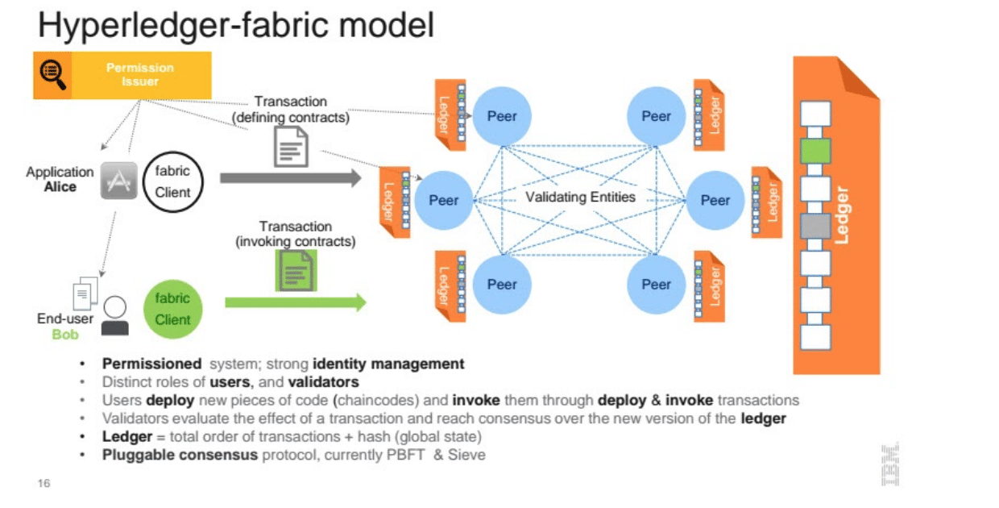 Hyperledger-fabric model
Permission
Issuer
Transaction
(defining contracts)
Application
Alice
fabric
Client
Transaction
(invoking contracts)
End-user
Bob
fabric
Client
Ledger
Peer
Peer
Ledger
Ledger
Peer
Validating Entities
Peer
Ledger
Ledger
Peer
Peer
Ledger
Ledger
• Permissioned system; strong identity management
• Distinct roles of users, and validators
• Users deploy new pieces of code (chaincodes) and invoke them through deploy & invoke transactions
• Validators evaluate the effect of a transaction and reach consensus over the new version of the ledger
• Ledger = total order of transactions + hash (global state)
• Pluggable consensus protocol, currently PBFT & Sieve
16
IBM